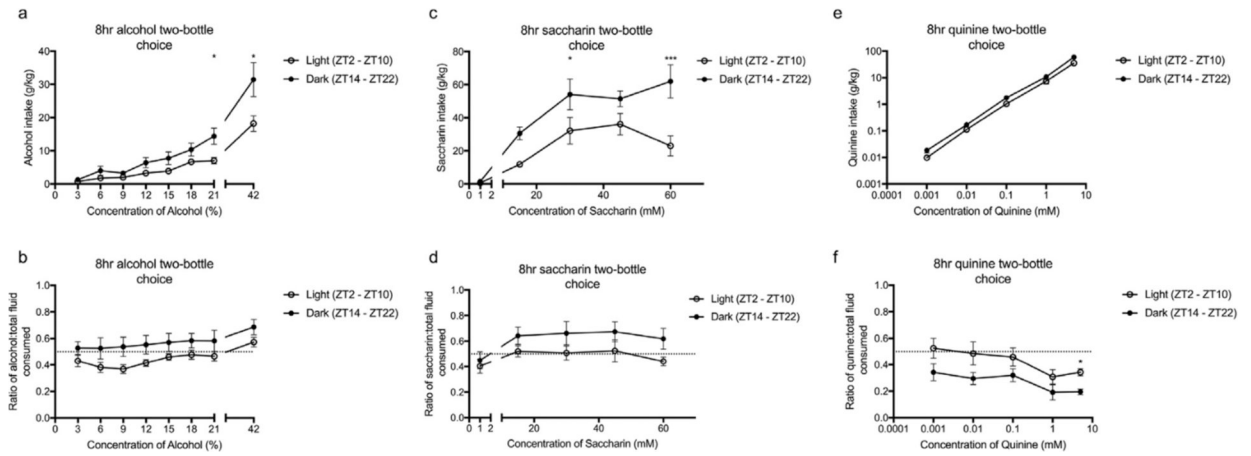 a
8hr alcohol two-bottle
choice
Alcohol intake (g/kg)
40
30
20
10
0
*
*
Light (ZT2 - ZT10)
Dark (ZT14 - ZT22)
0 3 6 9 12 15 18 21 42
Concentration of Alcohol (%)
c
8hr saccharin two-bottle
choice
Saccharin intake (g/kg)
80
60
40
20
0
*
***
Light (ZT2 - ZT10)
Dark (ZT14 - ZT22)
0 1 2 20 40 60
Concentration of Saccharin (mM)
e
8hr quinine two-bottle
choice
Quinine intake (g/kg)
100
10
1
0.1
0.01
0.001
Light (ZT2 - ZT10)
Dark (ZT14 - ZT22)
0.0001 0.001 0.01 0.1 1 10
Concentration of Quinine (mM)
b
8hr alcohol two-bottle
choice
Ratio of alcohol:total fluid
consumed
1.0
0.8
0.6
0.4
0.2
0.0
Light (ZT2 - ZT10)
Dark (ZT14 - ZT22)
0 3 6 9 12 15 18 21 42
Concentration of Alcohol (%)
d
8hr saccharin two-bottle
choice
Ratio of saccharin:total fluid
consumed
1.0
0.8
0.6
0.4
0.2
0.0
Light (ZT2 - ZT10)
Dark (ZT14 - ZT22)
0 1 2 20 40 60
Concentration of Saccharin (mM)
f
8hr quinine two-bottle
choice
Ratio of quinine:total fluid
consumed
1.0
0.8
0.6
0.4
0.2
0.0
*
Light (ZT2 - ZT10)
Dark (ZT14 - ZT22)
0.0001 0.001 0.01 0.1 1 10
Concentration of Quinine (mM)